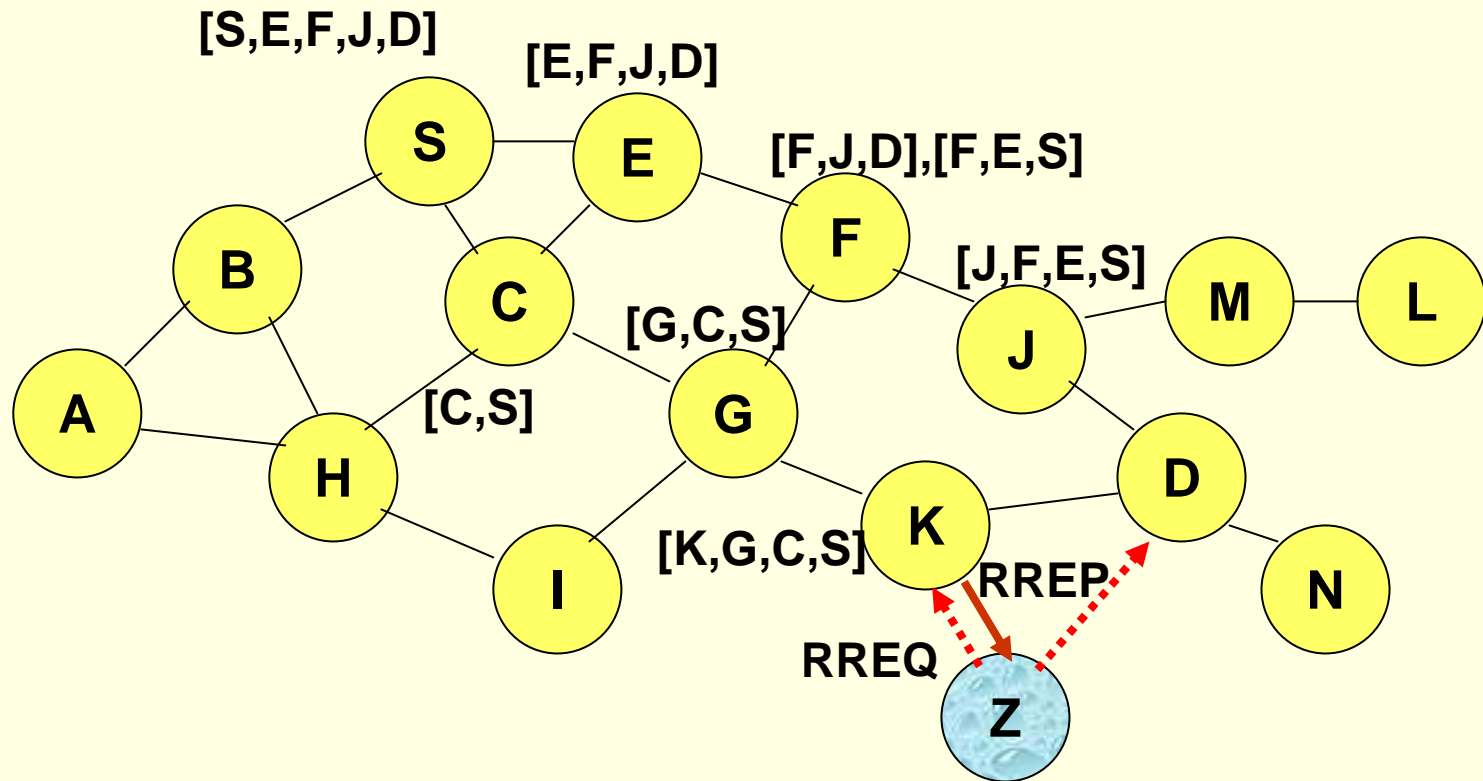 [S,E,F,J,D]
[E,F,J,D]
S
E
[F,J,D],[F,E,S]
F
B
[J,F,E,S]
C
M
L
[G,C,S]
J
A
[C,S]
G
H
D
K
[K,G,C,S]
I
RREP
N
RREQ
Z